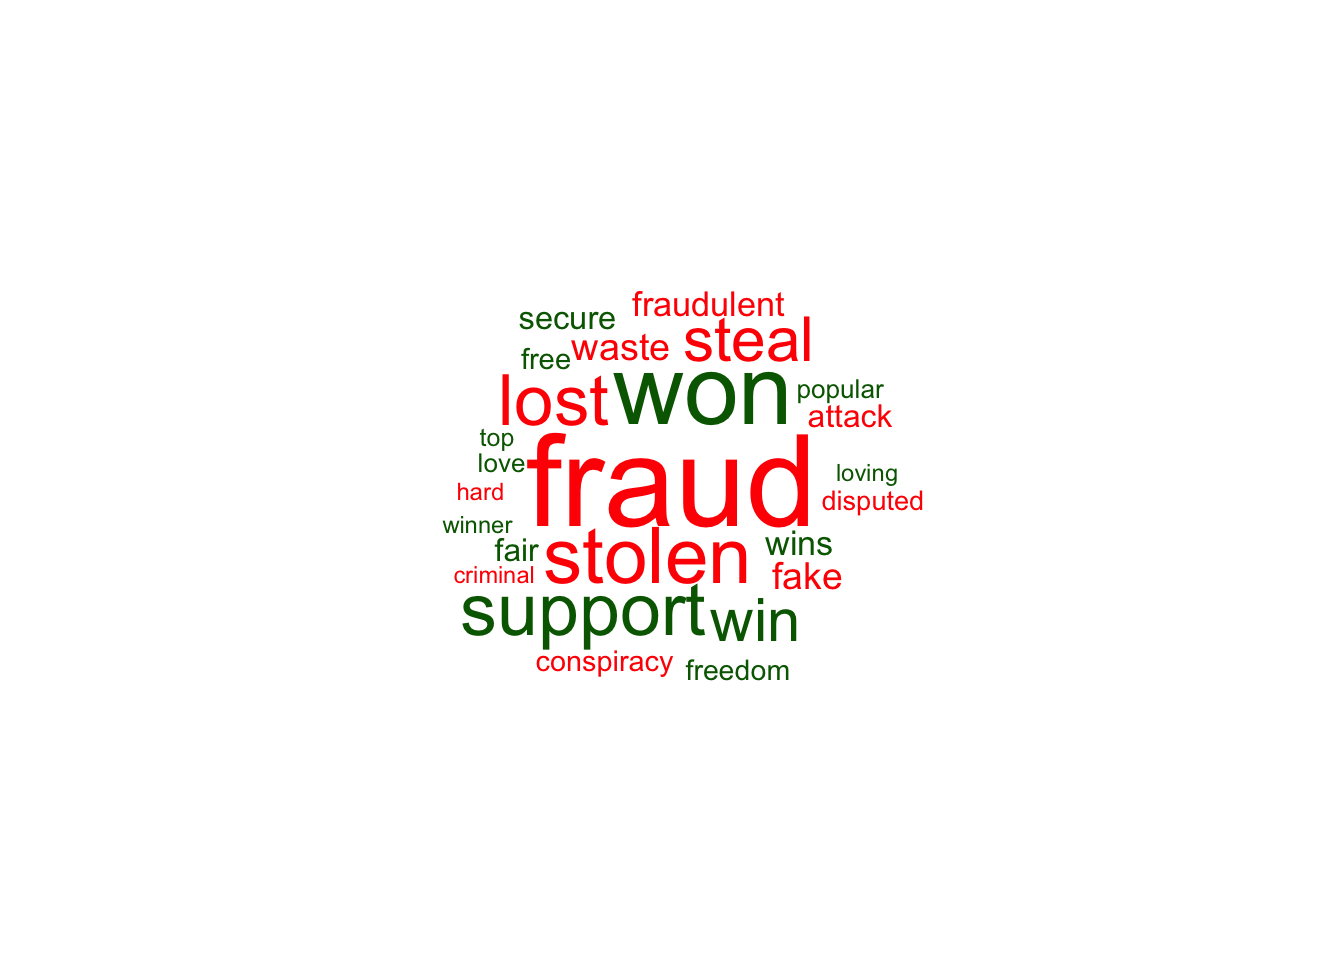 fraudulent
secure
steal
waste
free
won
lost
popular
attack
top
love
fraud
loving
hard
disputed
winner
wins
fair
stolen
criminal
fake
support
win
conspiracy
freedom